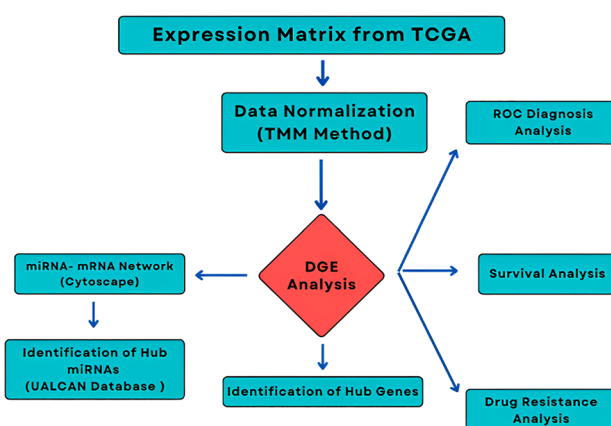 Expression Matrix from TCGA
Data Normalization
(TMM Method)
ROC Diagnosis
Analysis
DGE
Analysis
miRNA- mRNA Network
(Cytoscape)
Survival Analysis
Identification of Hub
miRNAs
(UALCAN Database )
Identification of Hub Genes
Drug Resistance
Analysis